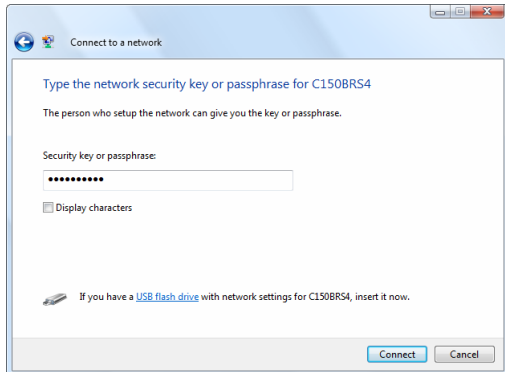 Connect to a network
Type the network security key or passphrase for C150BRS4
The person who setup the network can give you the key or passphrase.
Security key or passphrase:
••••••••••
Display characters
If you have a USB flash drive with network settings for C150BRS4, insert it now.
Connect
Cancel